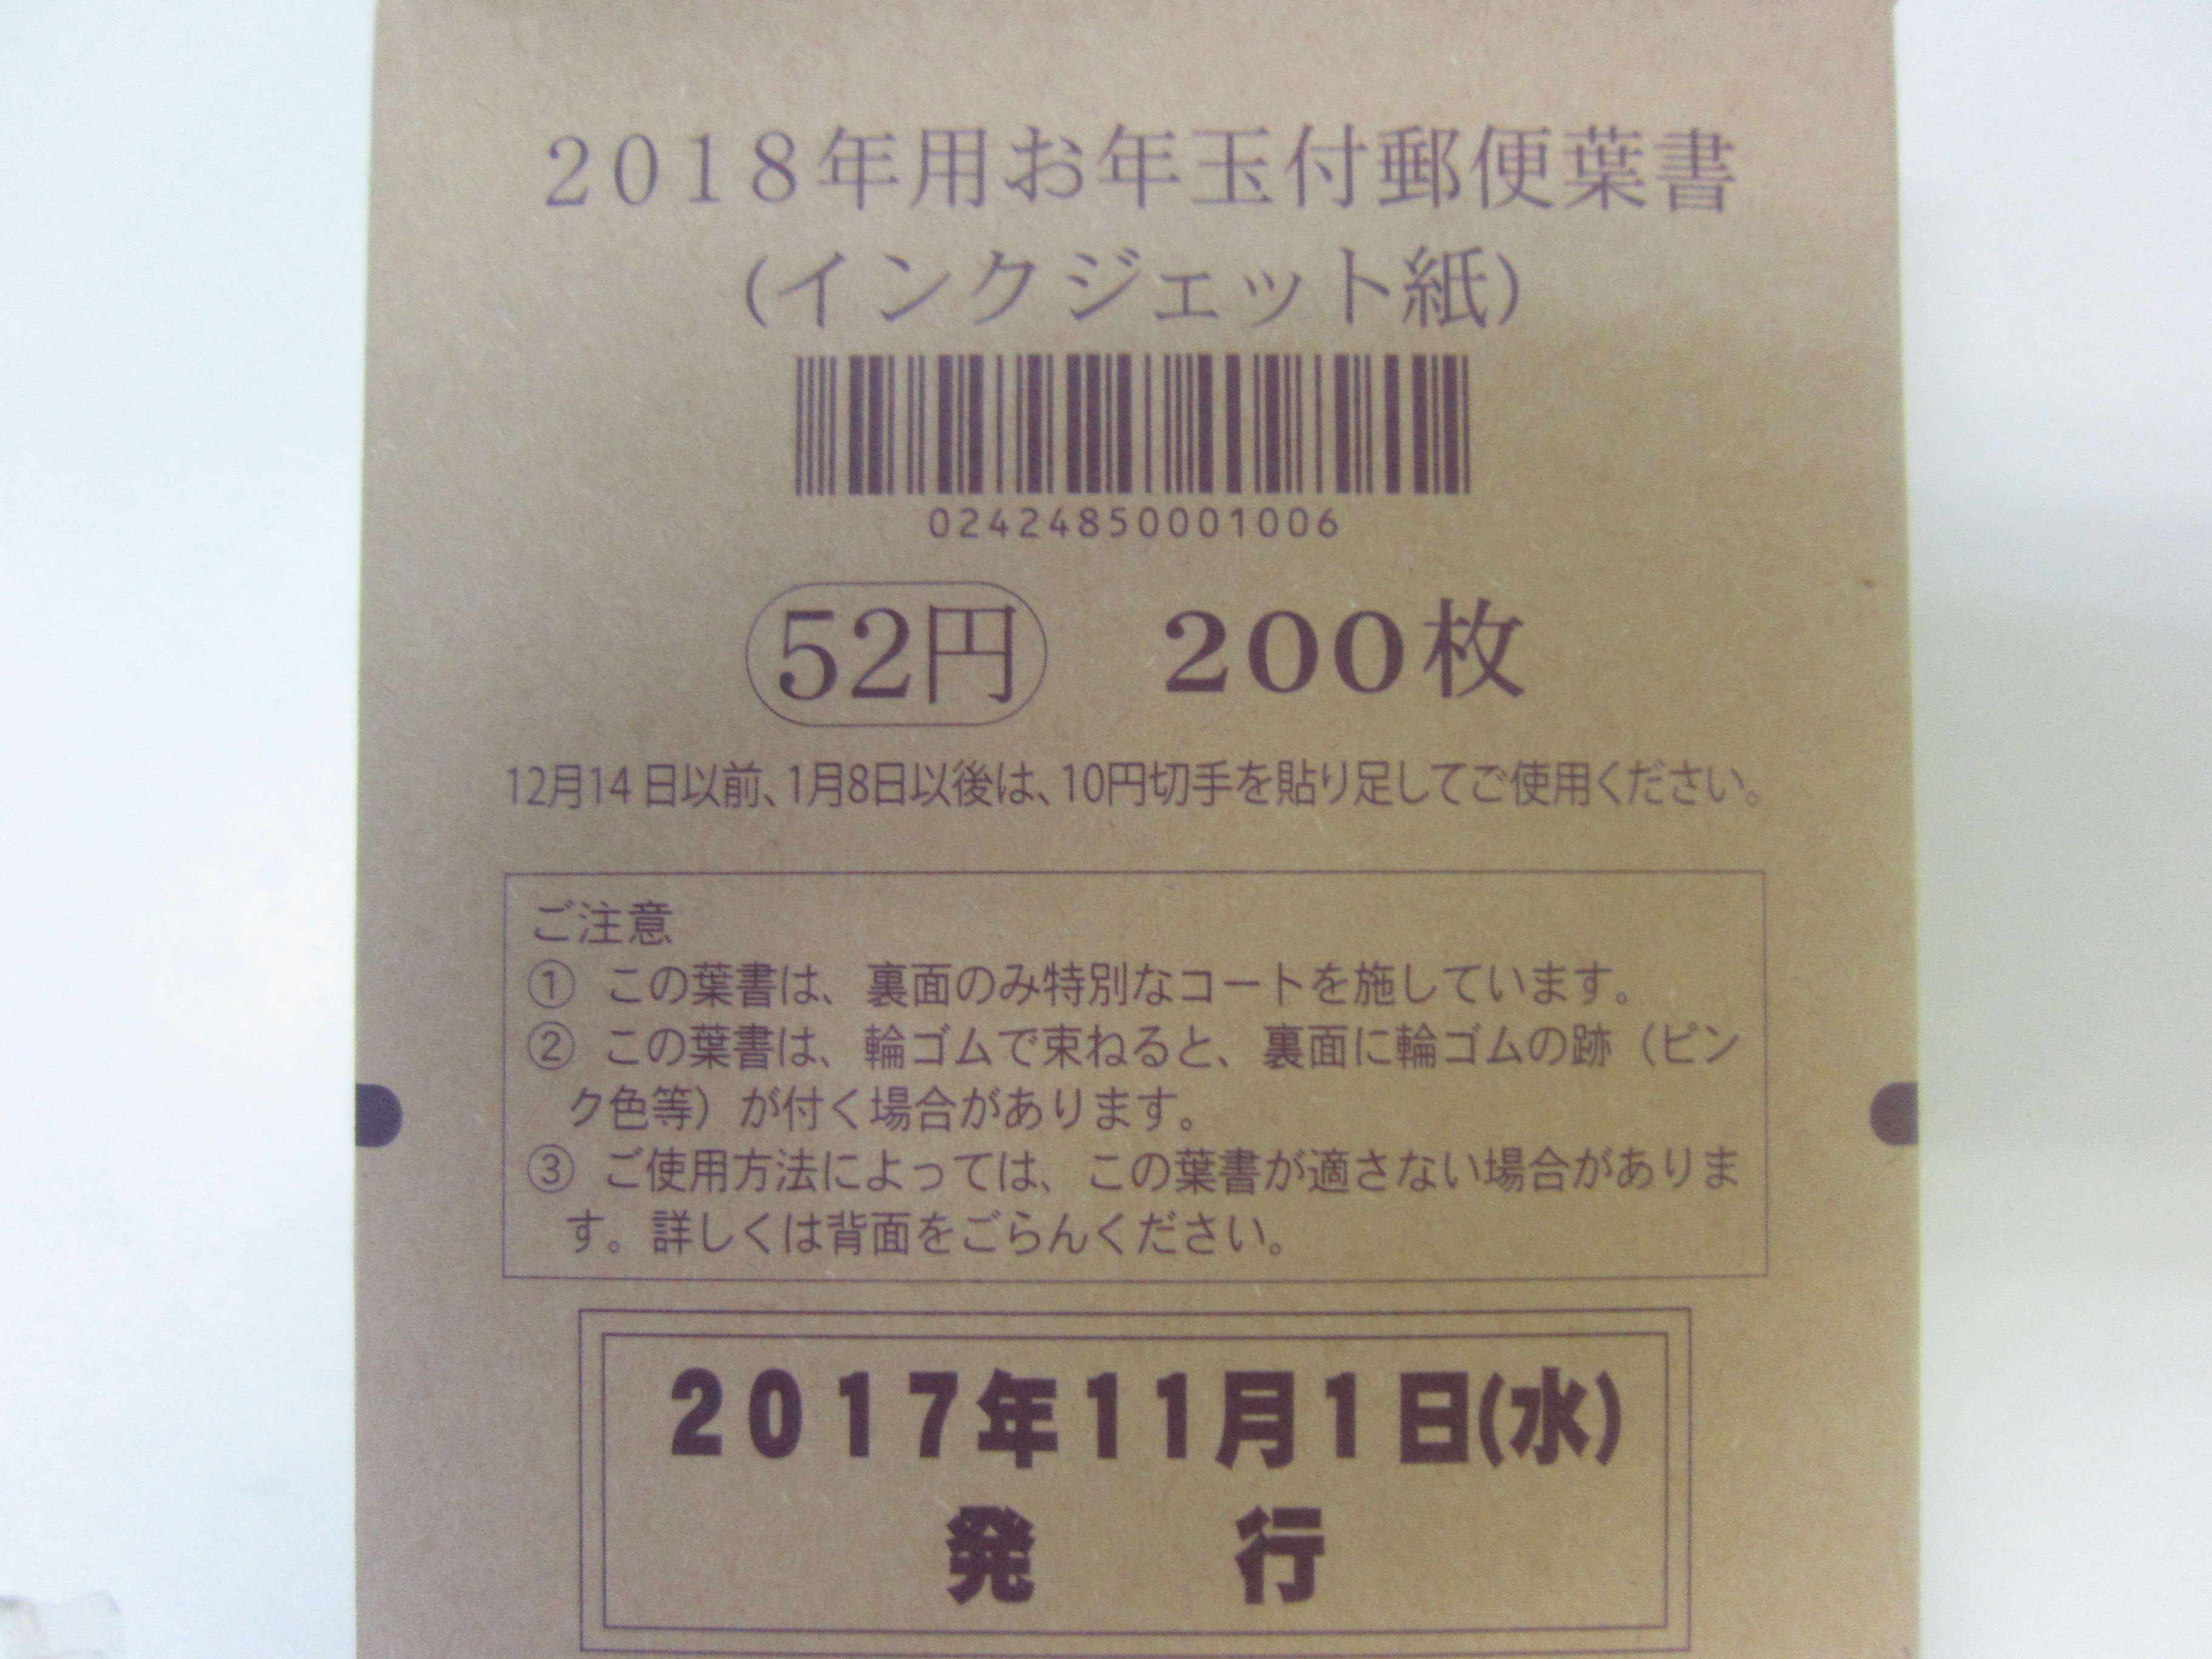 2018年用お年玉付郵便葉書
(インクジェット紙)
02424850001006
52円 200枚
12月14日以前、1月8日以後は、10円切手を貼り足してご使用ください。
ご注意
① この葉書は、裏面のみ特別なコートを施しています。
② この葉書は、輪ゴムで束ねると、裏面に輪ゴムの跡（ピン
ク色等）が付く場合があります。
③ ご使用方法によっては、この葉書が適さない場合がありま
す。詳しくは背面をごらんください。
2017年11月1日(水)
発 行